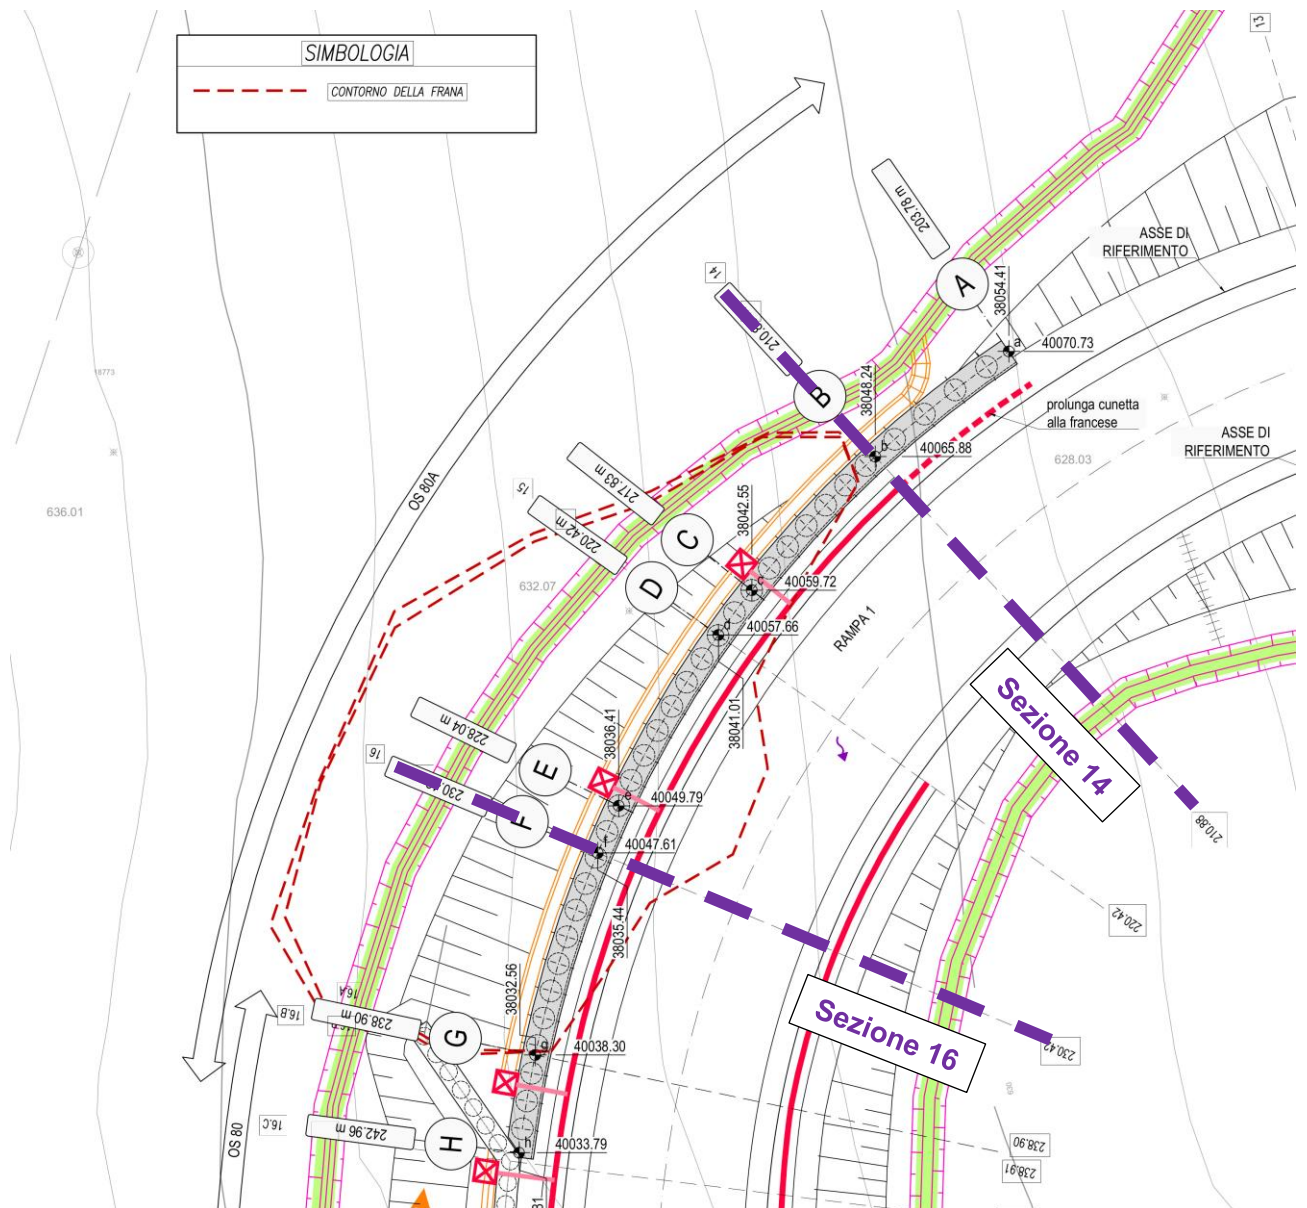 SIMBOLOGIA
CONTORNO DELLA FRANA
13
203.78 m
A
ASSE DI
RIFERIMENTO
38054.41
a
40070.73
14
B
38048.24
b
40065.88
prolunga cunetta
alla francese
ASSE DI
RIFERIMENTO
628.03
OS 80A
636.01
217.83 m
15
220.42 m
C
38042.55
c
40059.72
D
632.07
d
40057.66
RAMPA 1
228.04 m
38036.41
38041.01
16
E
e
40049.79
F
f
40047.61
Sezione 14
210.88
38035.44
220.42
38032.56
16.A
16.B
238.90 m
G
g
40038.30
Sezione 16
230.42
16.C
OS 80
242.96 m
H
h
40033.79
238.90
238.91